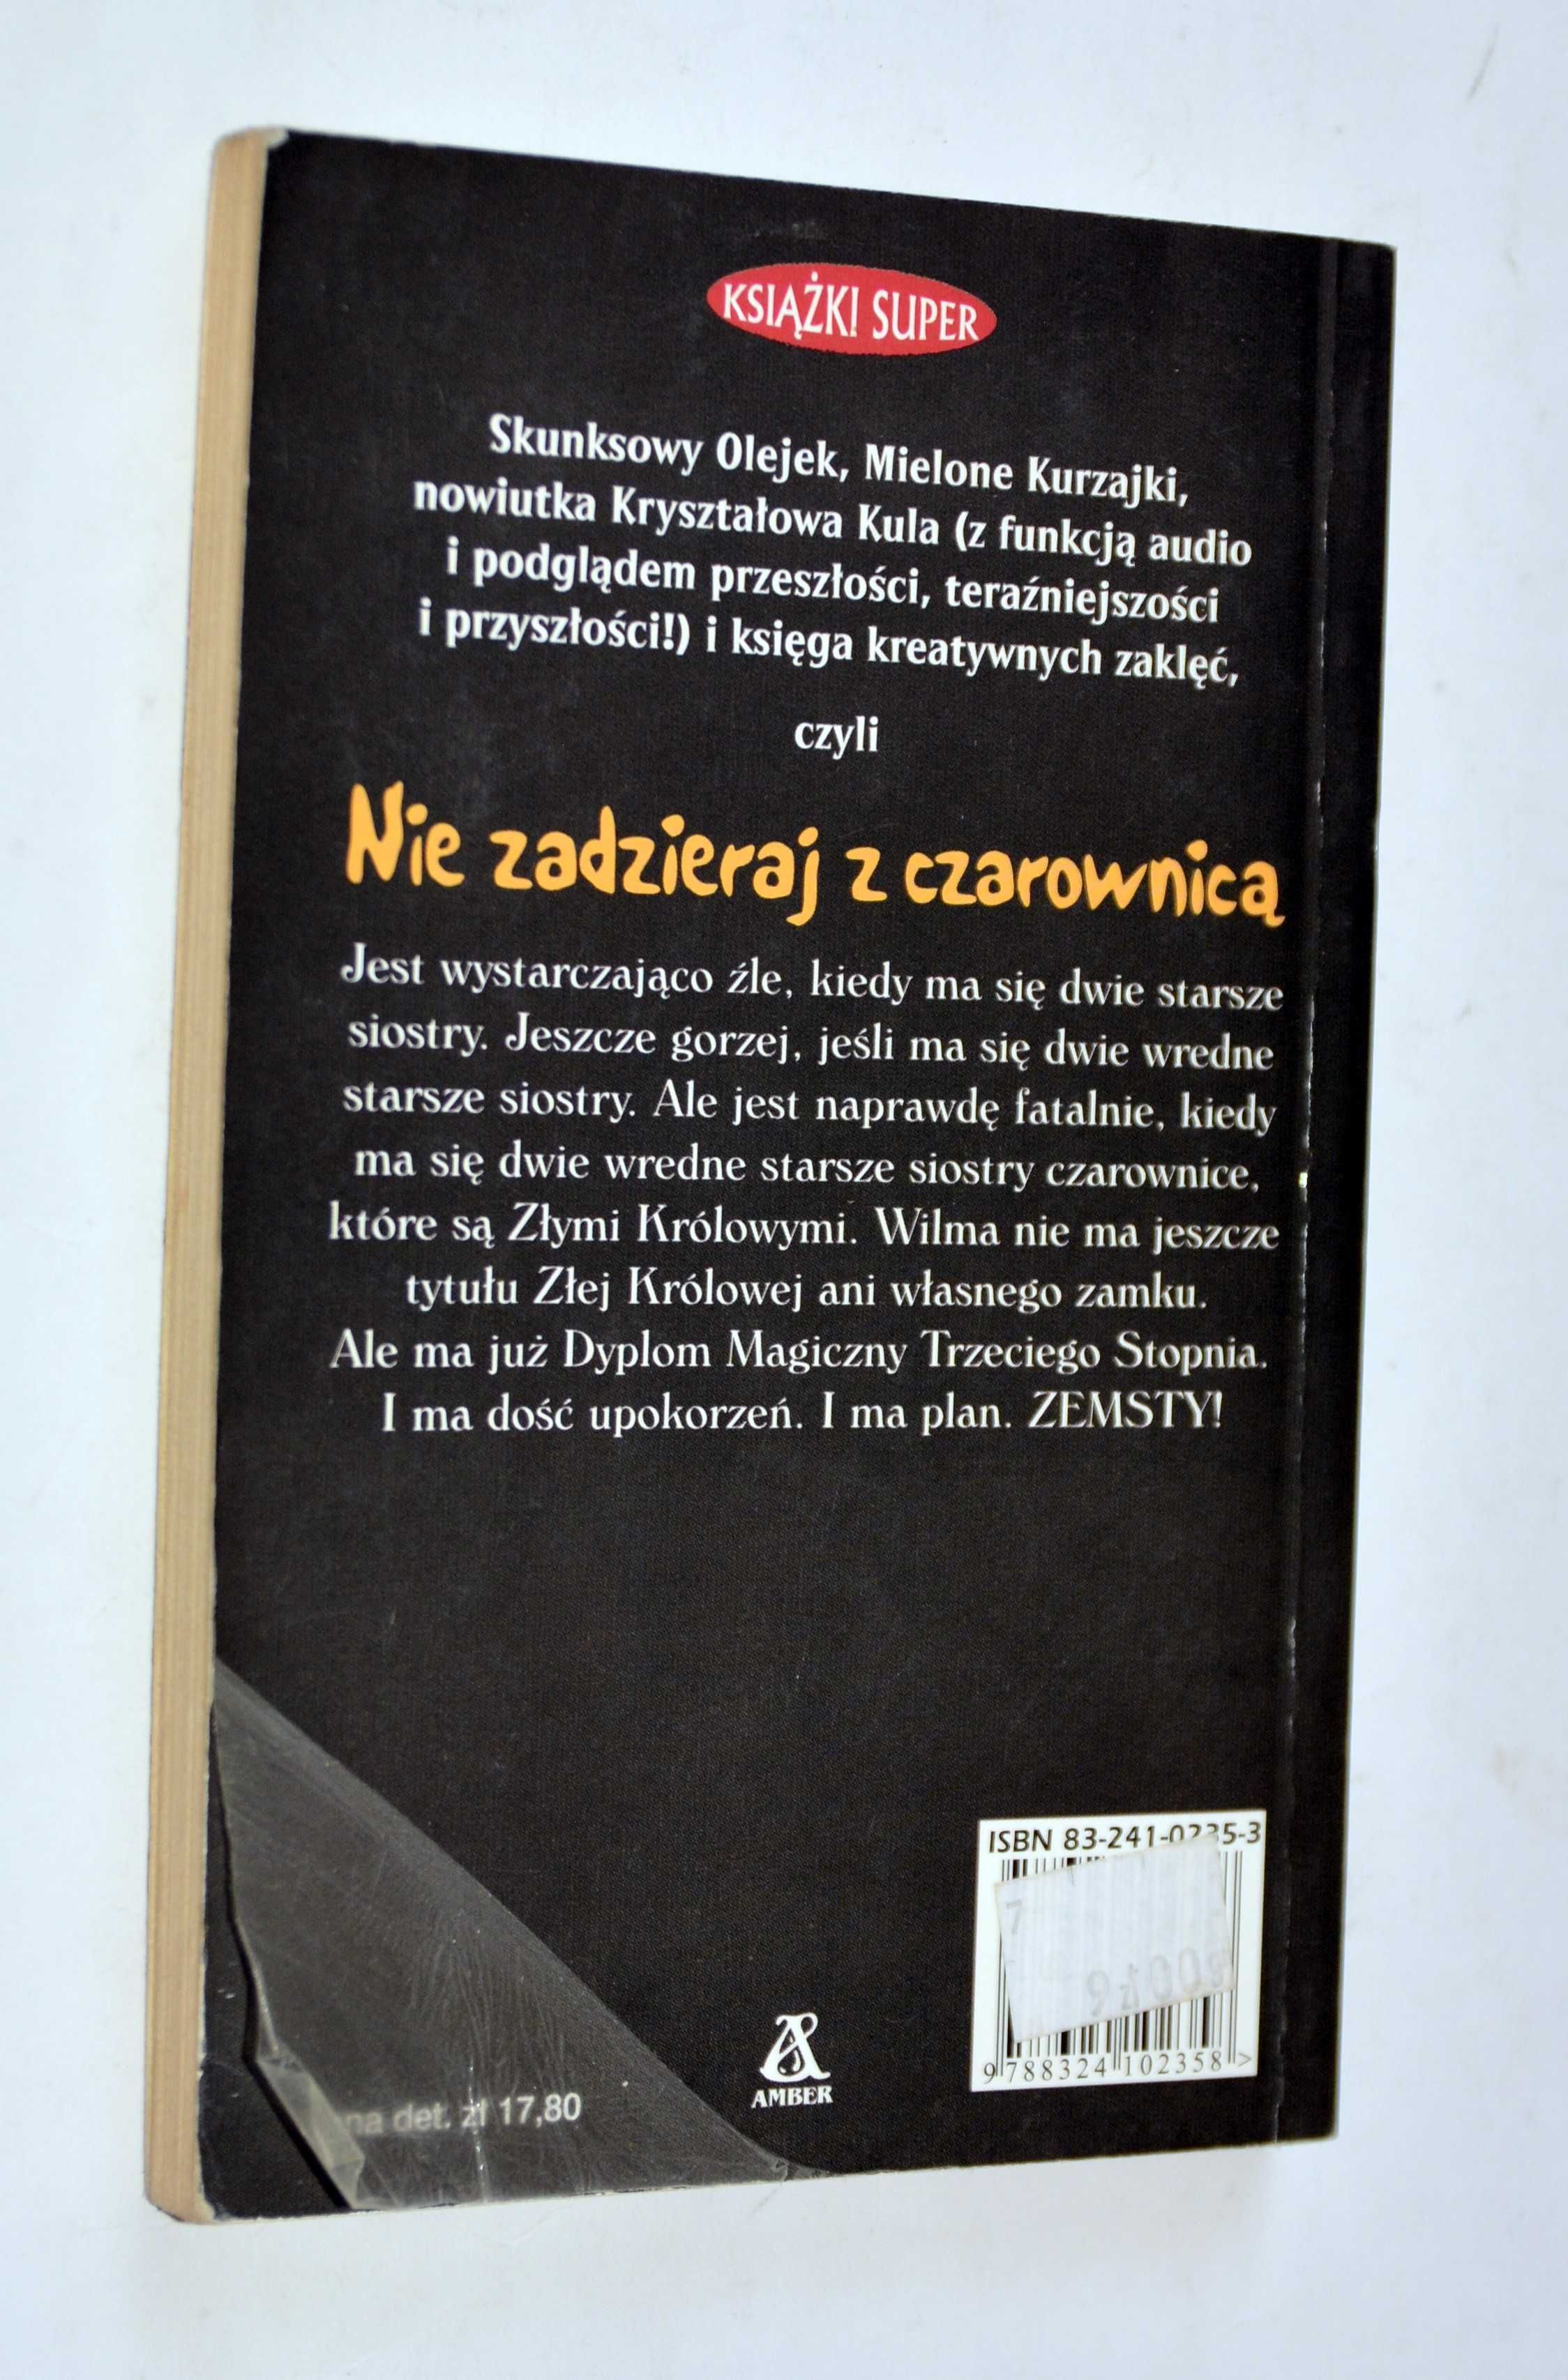 KSIĄŻKI SUPER
Skunksowy Olejek, Mielone Kurzajki,
nowiutka Kryształowa Kula (z funkcją audio
i podglądem przeszłości, teraźniejszości
i przyszłości!) i księga kreatywnych zaklęć,
czyli
Nie zadzieraj z czarownicą
Jest wystarczająco źle, kiedy ma się dwie starsze
siostry. Jeszcze gorzej, jeśli ma się dwie wredne
starsze siostry. Ale jest naprawdę fatalnie, kiedy
ma się dwie wredne starsze siostry czarownice,
które są Złymi Królowymi. Wilma nie ma jeszcze
tytułu Złej Królowej ani własnego zamku.
Ale ma już Dyplom Magiczny Trzeciego Stopnia.
I ma dość upokorzeń. I ma plan. ZEMSTY!
ISBN 83-241-0235-3
7
9 788324 102358 >
AMBER
det. zł 17,80